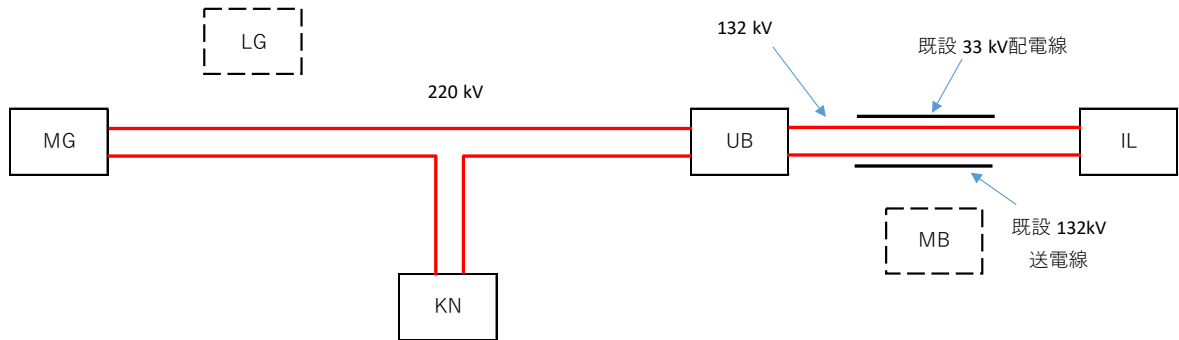 LG
132 kV
既設 33 kV配電線
220 kV
MG
UB
IL
既設 132kV
送電線
MB
KN